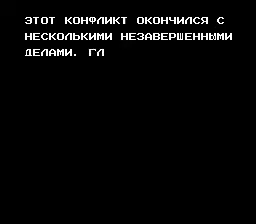 ЭТОТ КОНФЛИКТ ОКОНЧИЛСЯ С
НЕСКОЛЬКИМИ НЕЗАВЕРШЕННЫМИ
ДЕЛАМИ. ГЛ